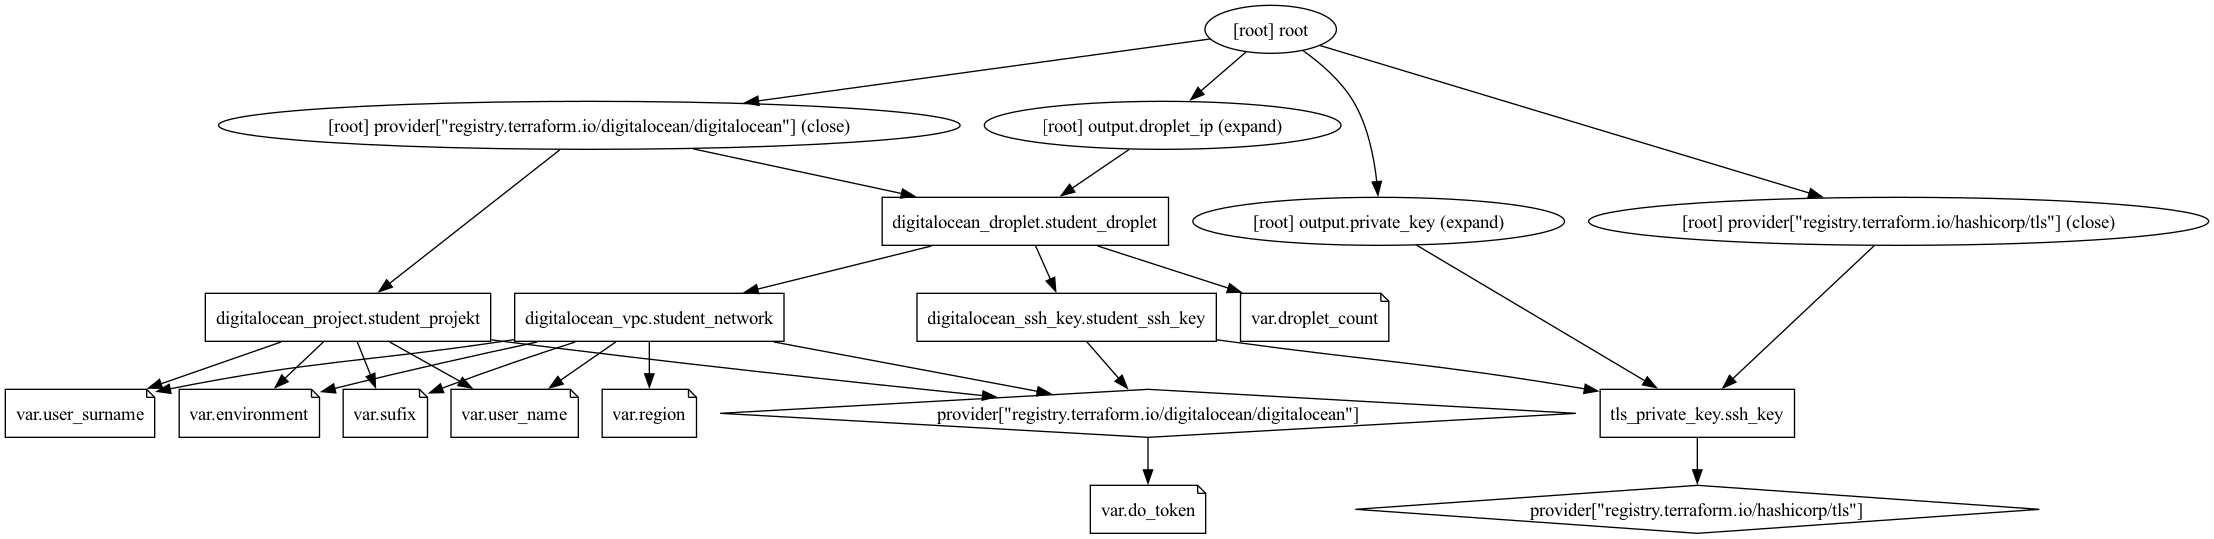 [root] root
[root] provider["registry.terraform.io/digitalocean/digitalocean"] (close)
[root] output.droplet_ip (expand)
digitalocean_droplet.student_droplet
[root] output.private_key (expand)
[root] provider["registry.terraform.io/hashicorp/tls"] (close)
digitalocean_project.student_projekt
digitalocean_vpc.student_network
digitalocean_ssh_key.student_ssh_key
var.droplet_count
var.user_surname
var.environment
var.sufix
var.user_name
var.region
provider["registry.terraform.io/digitalocean/digitalocean"]
tls_private_key.ssh_key
var.do_token
provider["registry.terraform.io/hashicorp/tls"]